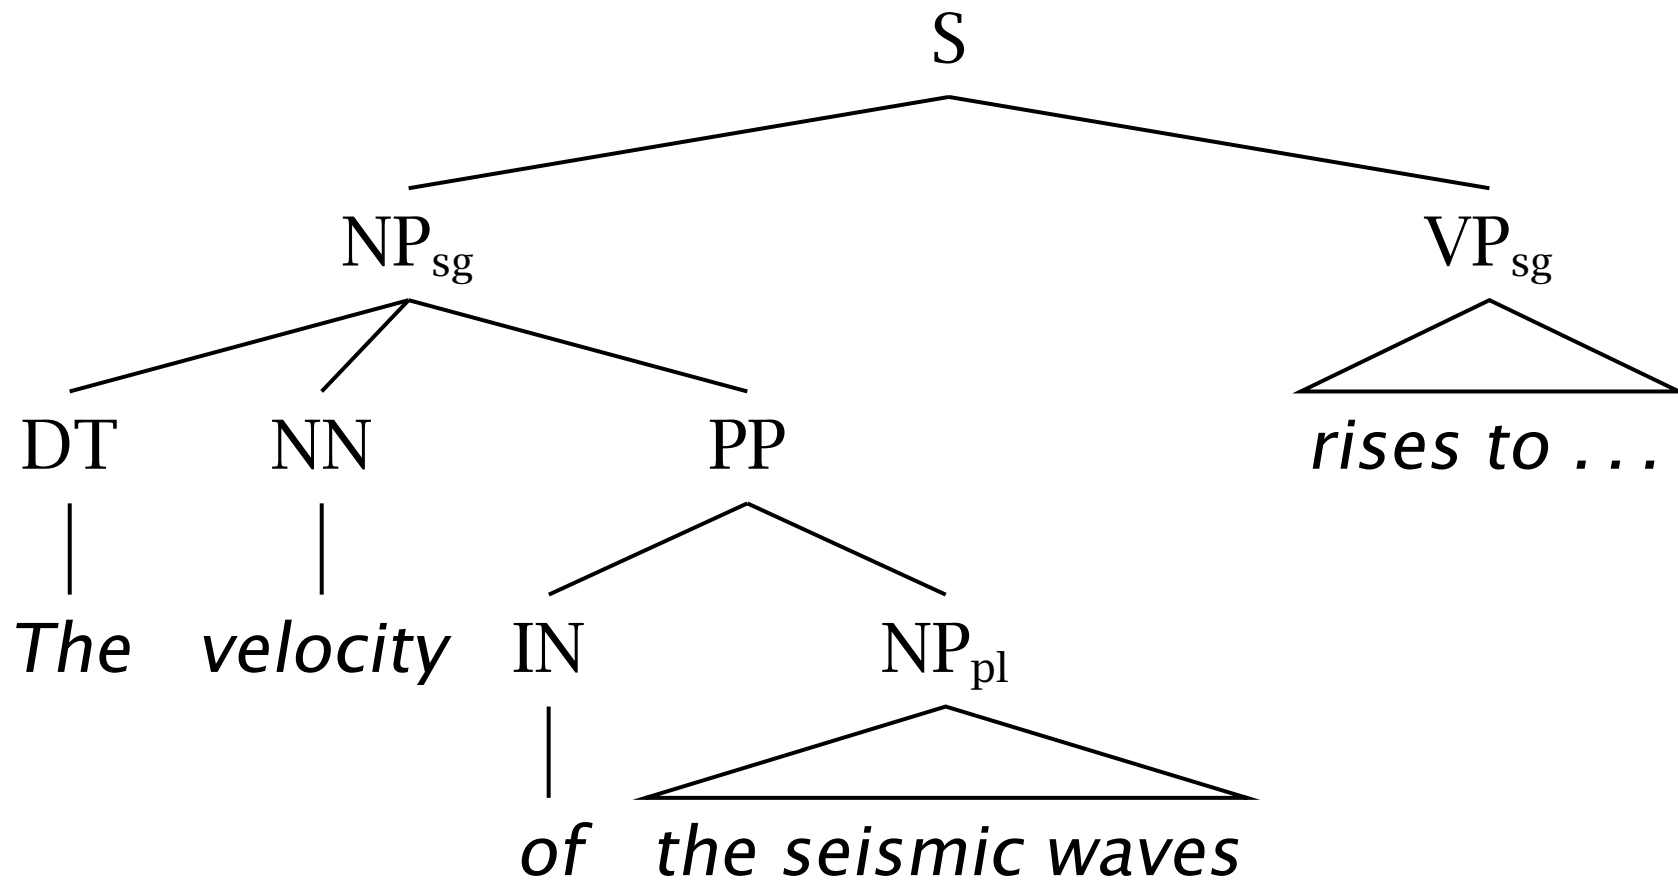 S
NPsg VPsg
DT NN PP rises to . . .
The velocity IN NPpl
of the seismic waves